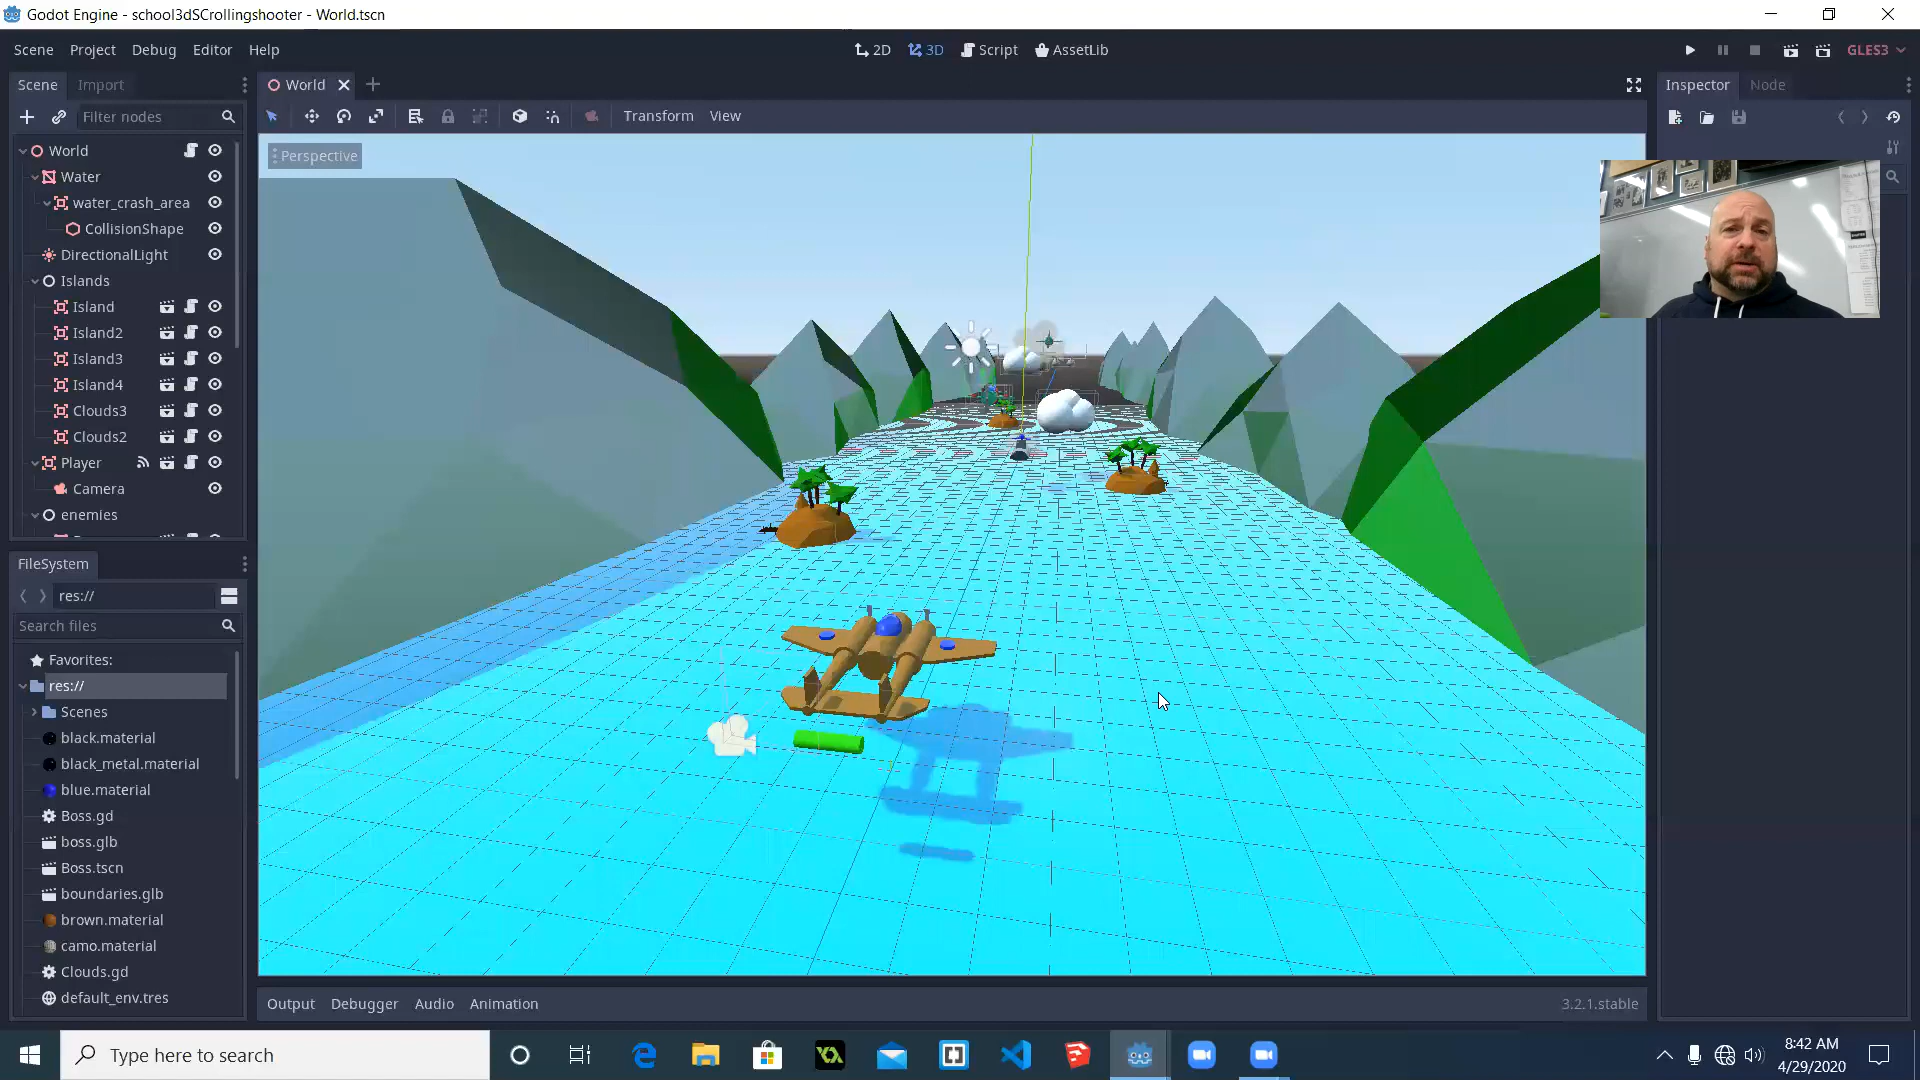 Godot Engine - school3dSCrollingshooter - World.tscn
Scene Project Debug Editor Help
2D 3D Script AssetLib
GLES3
Scene Import
World
Inspector Node
Filter nodes
Transform View
Perspective
World
Water
water_crash_area
CollisionShape
DirectionalLight
Islands
Island
Island2
Island3
Island4
Clouds3
Clouds2
Player
Camera
enemies
FileSystem
res://
Search files
Favorites:
res://
Scenes
black.material
black_metal.material
blue.material
Boss.gd
boss.glb
Boss.tscn
boundaries.glb
brown.material
camo.material
Clouds.gd
default_env.tres
Output Debugger Audio Animation
3.2.1.stable
Type here to search
8:42 AM
4/29/2020